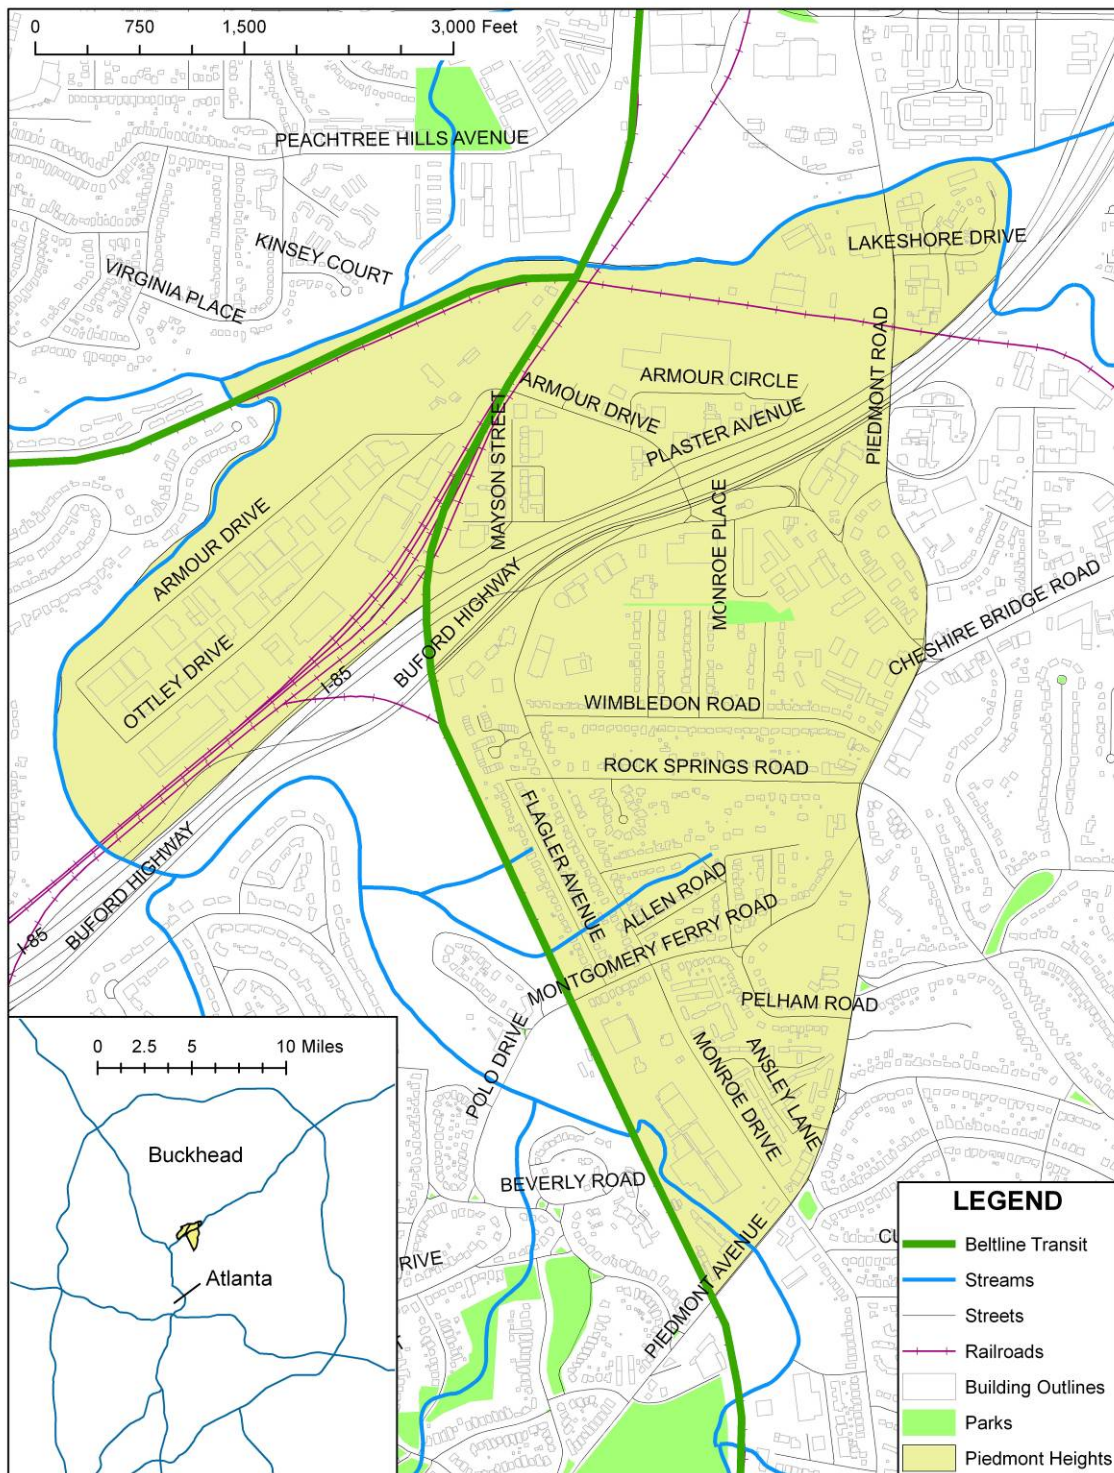 0 750 1,500 3,000 Feet
PEACHTREE HILLS AVENUE
KINSEY COURT
VIRGINIA PLACE
LAKESHORE DRIVE
PIEDMONT ROAD
ARMOUR CIRCLE
ARMOUR DRIVE
PLASTER AVENUE
MAYSON STREET
ARMOUR DRIVE
OTTLEY DRIVE
I-85
BUFORD HIGHWAY
MONROE PLACE
CHESHIRE BRIDGE ROAD
WIMBLEDON ROAD
ROCK SPRINGS ROAD
FLAGLER AVENUE
ALLEN ROAD
MONTGOMERY FERRY ROAD
BUFORD HIGHWAY
I-85
PELHAM ROAD
POLO DRIVE
MONROE DRIVE
ANSLEY LANE
BEVERLY ROAD
PIEDMONT AVENUE
RIVE
T
CU
0 2.5 5 10 Miles
Buckhead
Atlanta
LEGEND
Beltline Transit
Streams
Streets
Railroads
Building Outlines
Parks
Piedmont Heights